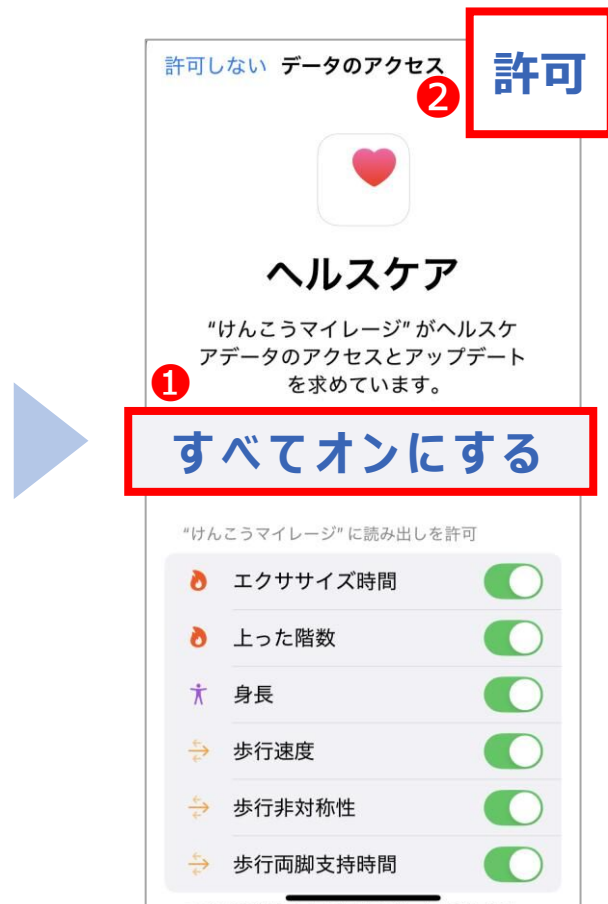 許可しない データのアクセス
❷
許可
ヘルスケア
“けんこうマイレージ” がヘルスケ
アデータのアクセスとアップデート
を求めています。
❶
すべてオンにする
“けんこうマイレージ” に読み出しを許可
エクササイズ時間
上った階数
身長
歩行速度
歩行非対称性
歩行両脚支持時間